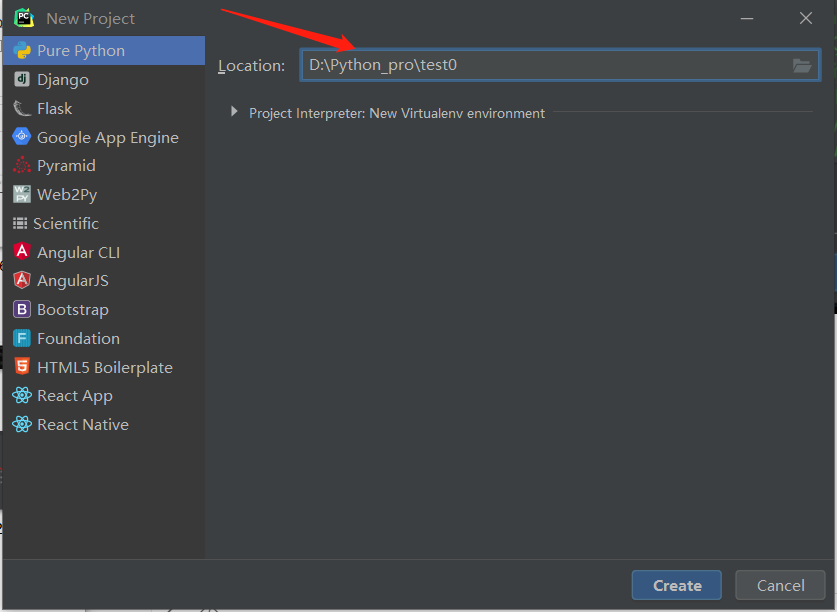 New Project
Pure Python
Django
Flask
Google App Engine
Pyramid
Web2Py
Scientific
Angular CLI
AngularJS
Bootstrap
Foundation
HTML5 Boilerplate
React App
React Native
Location: D:\Python_pro\test0
Project Interpreter: New Virtualenv environment
Create Cancel